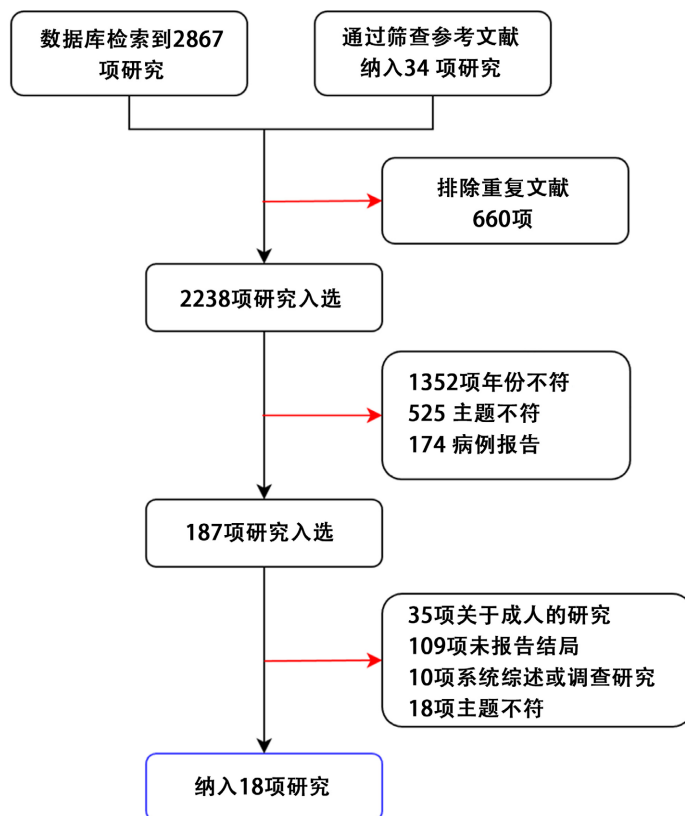 数据库检索到2867
项研究
通过筛查参考文献
纳入34 项研究
排除重复文献
660项
2238项研究入选
1352项年份不符
525 主题不符
174 病例报告
187项研究入选
35项关于成人的研究
109项未报告结局
10项系统综述或调查研究
18项主题不符
纳入18项研究